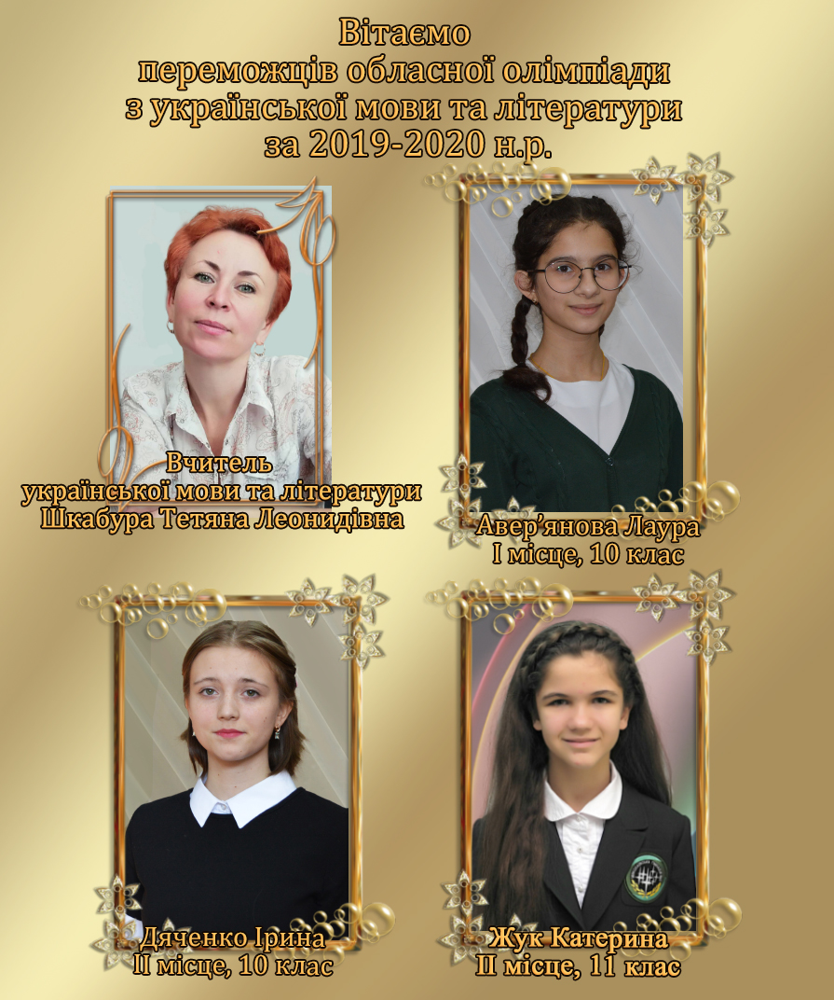 Вітаємо
переможців обласної олімпіади
з української мови та літератури
за 2019-2020 н.р.
Вчитель
української мови та літератури
Шкабура Тетяна Леонидівна
Авер’янова Лаура
І місце, 10 клас
Дяченко Ірина
ІІ місце, 10 клас
Жук Катерина
ІІ місце, 11 клас